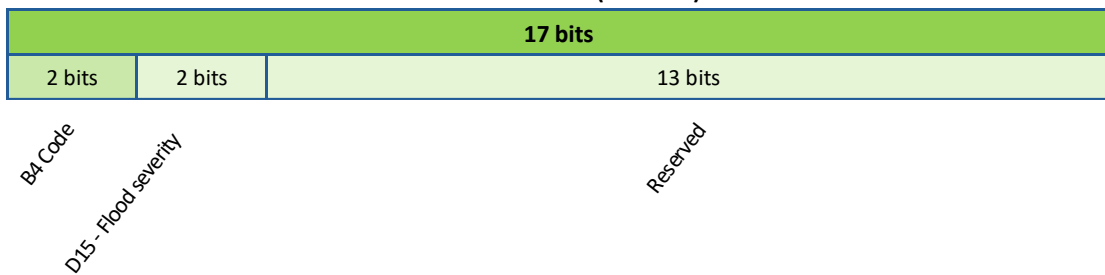 17 bits
2 bits 2 bits 13 bits
B4 Code
D15 - Flood severity
Reserved